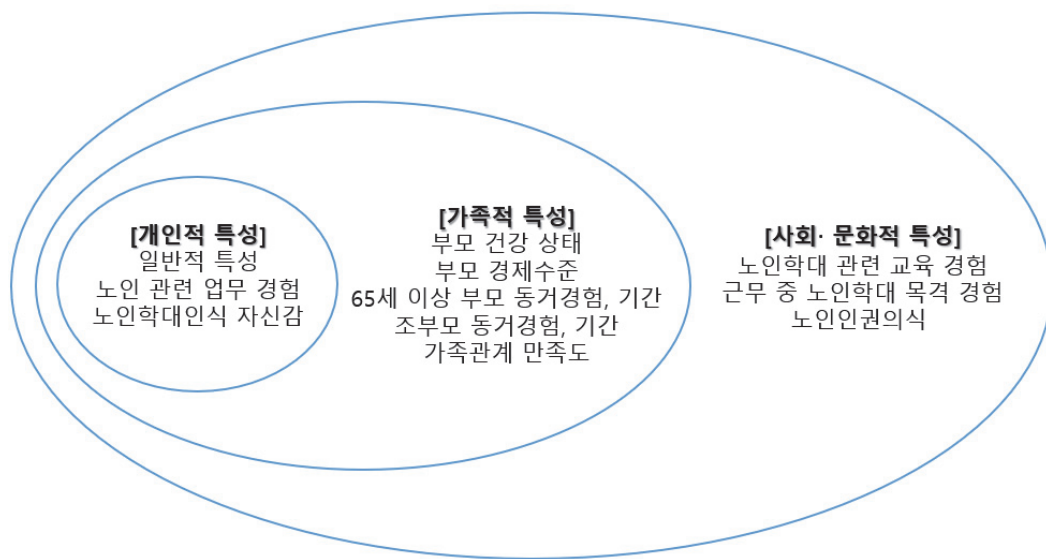 [개인적 특성]
일반적 특성
노인 관련 업무 경험
노인학대인식 자신감
[가족적 특성]
부모 건강 상태
부모 경제수준
65세 이상 부모 동거경험, 기간
조부모 동거경험, 기간
가족관계 만족도
[사회· 문화적 특성]
노인학대 관련 교육 경험
근무 중 노인학대 목격 경험
노인인권의식